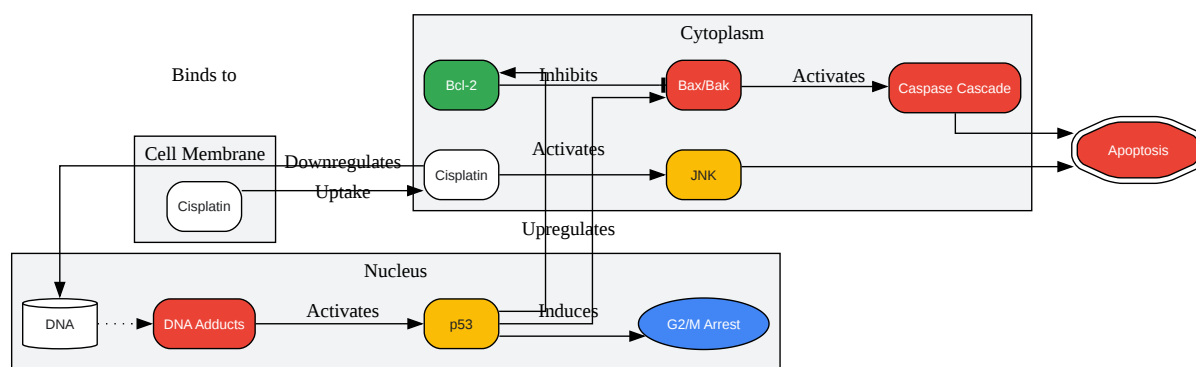 Cytoplasm
Binds to
Bcl-2
Inhibits
Bax/Bak
Activates
Caspase Cascade
Cell Membrane
Downregulates
Activates
Apoptosis
Cisplatin
JNK
Cisplatin
Uptake
Upregulates
Nucleus
DNA
DNA Adducts
Activates
p53
Induces
G2/M Arrest